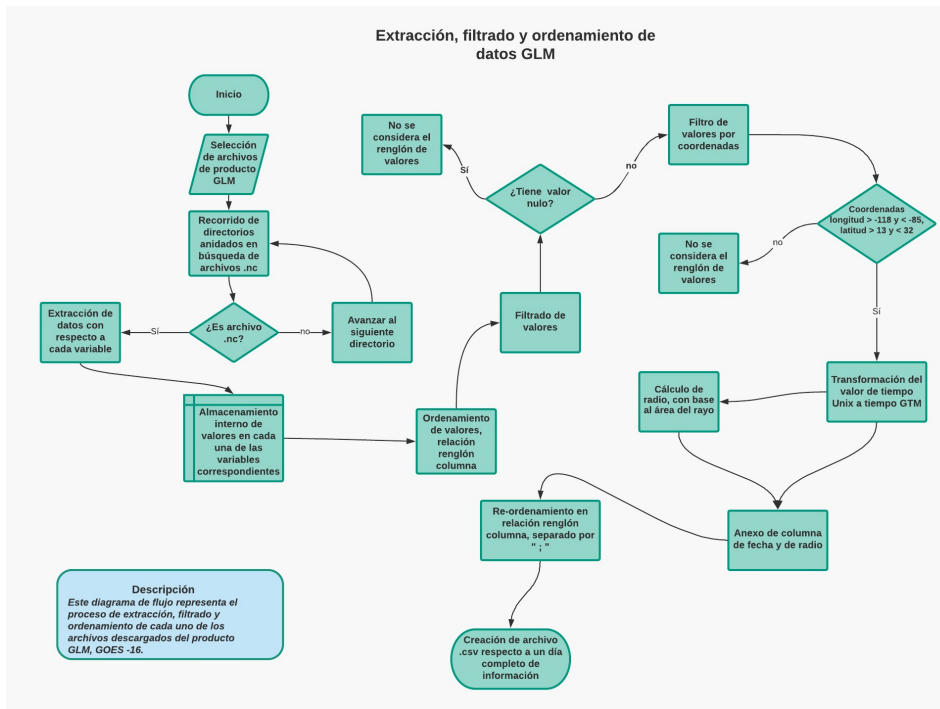 Extracción, filtrado y ordenamiento de
datos GLM
Inicio
Selección
de archivos
de producto
GLM
Recorrido de
directorios
anidados en
búsqueda de
archivos .nc
¿Es archivo
.nc?
Sí
no
Extracción de
datos con
respecto a
cada variable
Avanzar al
siguiente
directorio
Almacenamiento
interno de
valores en cada
una de las
variables
correspondientes
Ordenamiento
de valores,
relación
renglón
columna
Filtrado de
valores
¿Tiene valor
nulo?
Sí
no
No se
considera el
renglón de
valores
Filtro de
valores por
coordenadas
Coordenadas
longitud > -118 y < -85,
latitud > 13 y < 32
no
Sí
No se
considera el
renglón de
valores
Transformación del
valor de tiempo
Unix a tiempo GTM
Cálculo de
radio, con base
al área del rayo
Anexo de columna
de fecha y de radio
Re-ordenamiento en
relación renglón
columna, separado por
" ; "
Creación de archivo
.csv respecto a un día
completo de
información
Descripción
Este diagrama de flujo representa el
proceso de extracción, filtrado y
ordenamiento de cada uno de los
archivos descargados del producto
GLM, GOES -16.